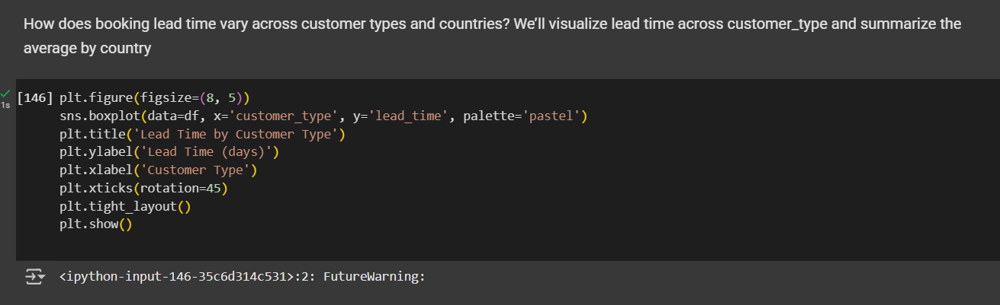 How does booking lead time vary across customer types and countries? We’ll visualize lead time across customer_type and summarize the
average by country
[146] plt.figure(figsize=(8, 5))
sns.boxplot(data=df, x='customer_type', y='lead_time', palette='pastel')
1s
plt.title('Lead Time by Customer Type')
plt.ylabel('Lead Time (days)')
plt.xlabel('Customer Type')
plt.xticks(rotation=45)
plt.tight_layout()
plt.show()
<ipython-input-146-35c6d314c531>:2: FutureWarning: